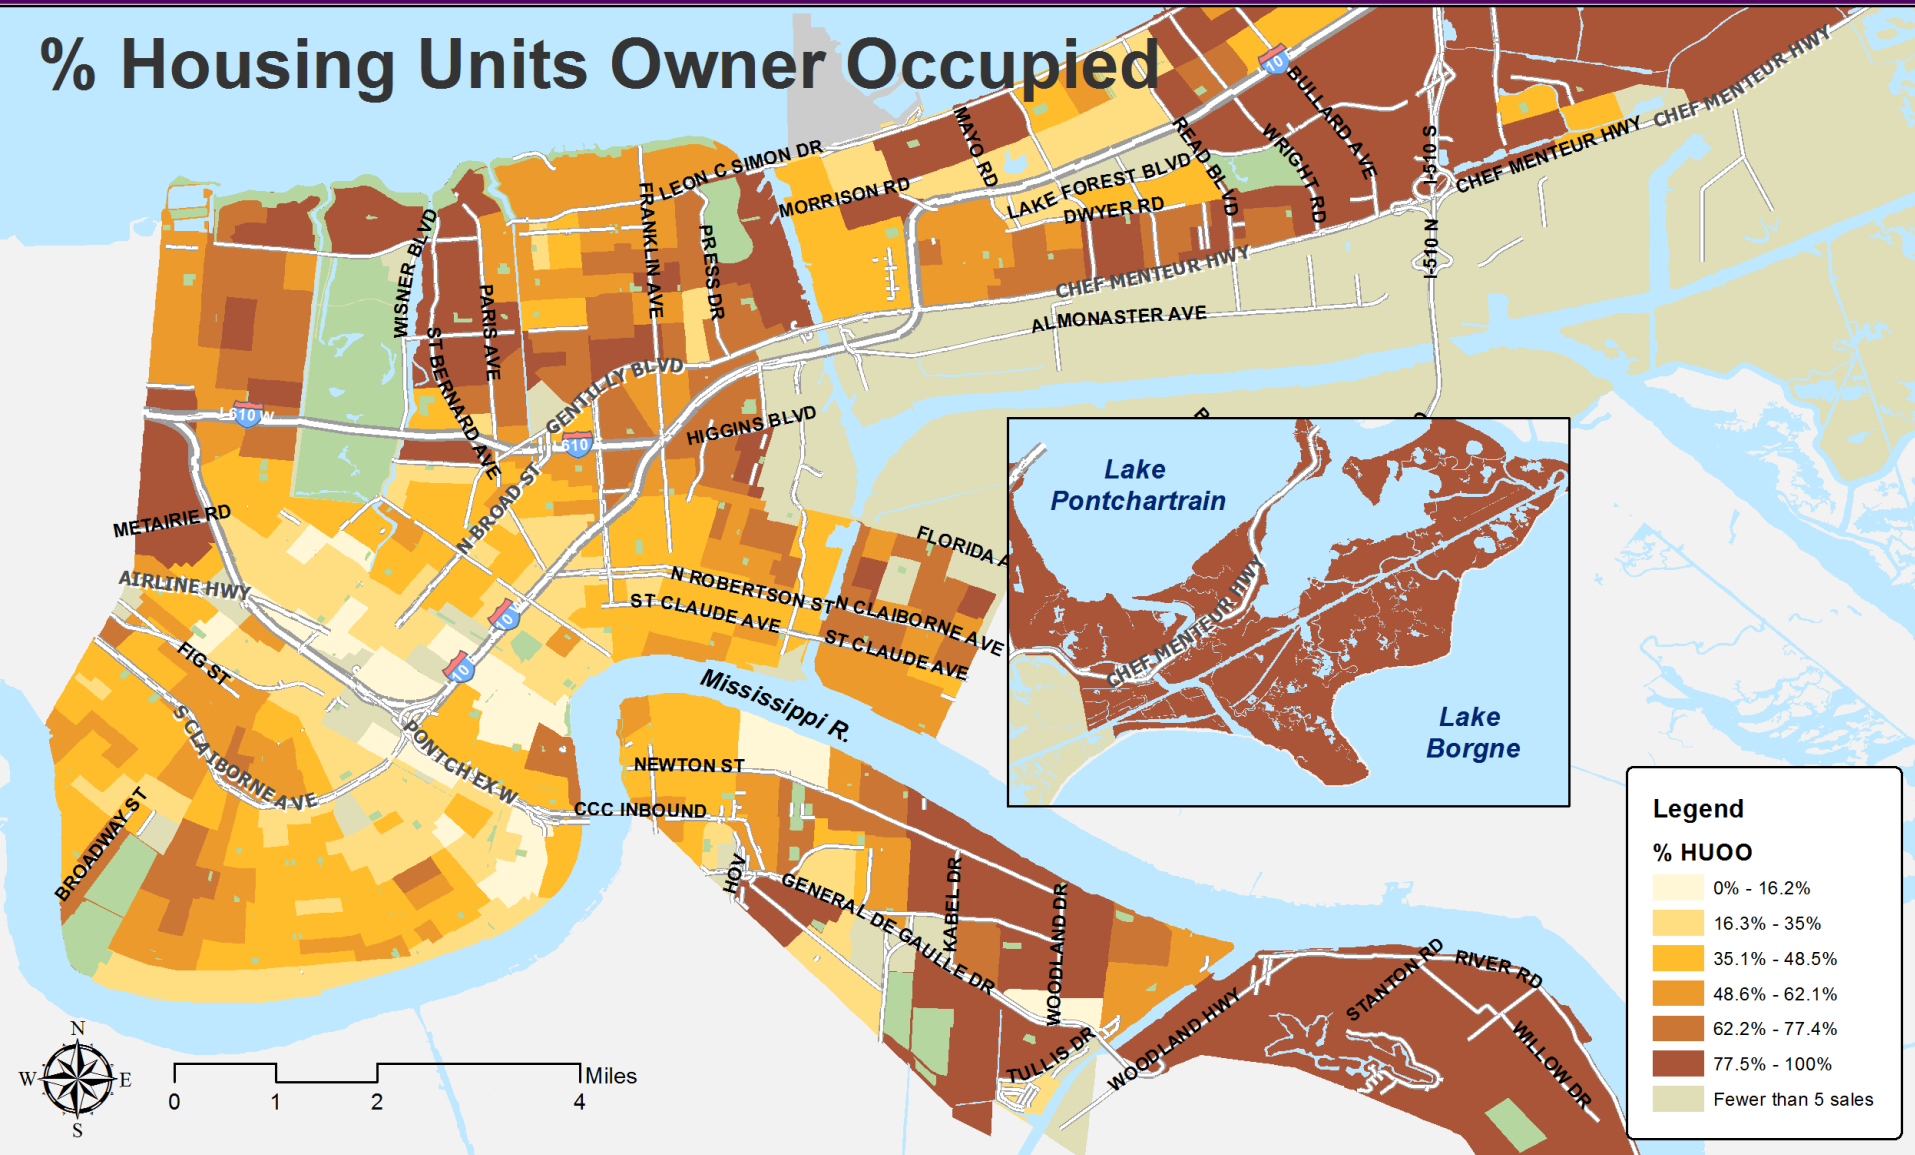 % Housing Units Owner Occupied
10
BULLARD AVE
CHEF MENTEUR HWY
CHEF MENTEUR HWY
I-510 S
I-510 N
MAYO RD
READ BLVD
WRIGHT RD
LEON C SIMON DR
MORRISON RD
LAKE FOREST BLVD
DWYER RD
CHEF MENTEUR HWY
ALMONASTER AVE
FRANKLIN AVE
PRESS DR
WISNER BLVD
PARIS AVE
ST BERNARD AVE
GENTILLY BLVD
I-610 W
I-610
HIGGINS BLVD
N BROAD ST
METAIRIE RD
AIRLINE HWY
FLORIDA A
N ROBERTSON ST
N CLAIBORNE AVE
ST CLAUDE AVE
ST CLAUDE AVE
10
10
FIG ST
S CLAIBORNE AVE
PONTCH EX W
BROADWAY ST
Mississippi R.
NEWTON ST
CCC INBOUND
HOV
GENERAL DE GAULLE DR
KABEL DR
WOODLAND DR
TULLIS DR
WOODLAND HWY
STANTON RD
RIVER RD
WILLOW DR
Lake
Pontchartrain
CHEF MENTEUR HWY
Lake
Borgne
Legend
% HUOO
0% - 16.2%
16.3% - 35%
35.1% - 48.5%
48.6% - 62.1%
62.2% - 77.4%
77.5% - 100%
Fewer than 5 sales
N
W E
S
Miles
0 1 2 4